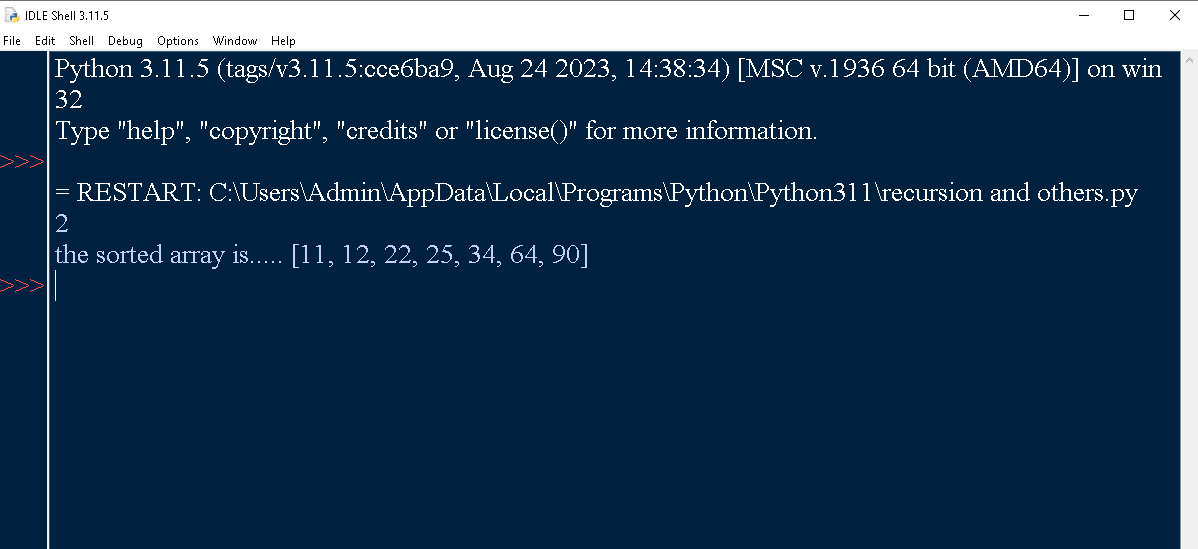 IDLE Shell 3.11.5
File Edit Shell Debug Options Window Help
Python 3.11.5 (tags/v3.11.5:cce6ba9, Aug 24 2023, 14:38:34) [MSC v.1936 64 bit (AMD64)] on win
32
Type "help", "copyright", "credits" or "license()" for more information.
>>>
= RESTART: C:\Users\Admin\AppData\Local\Programs\Python\Python311\recursion and others.py
2
the sorted array is..... [11, 12, 22, 25, 34, 64, 90]
>>>